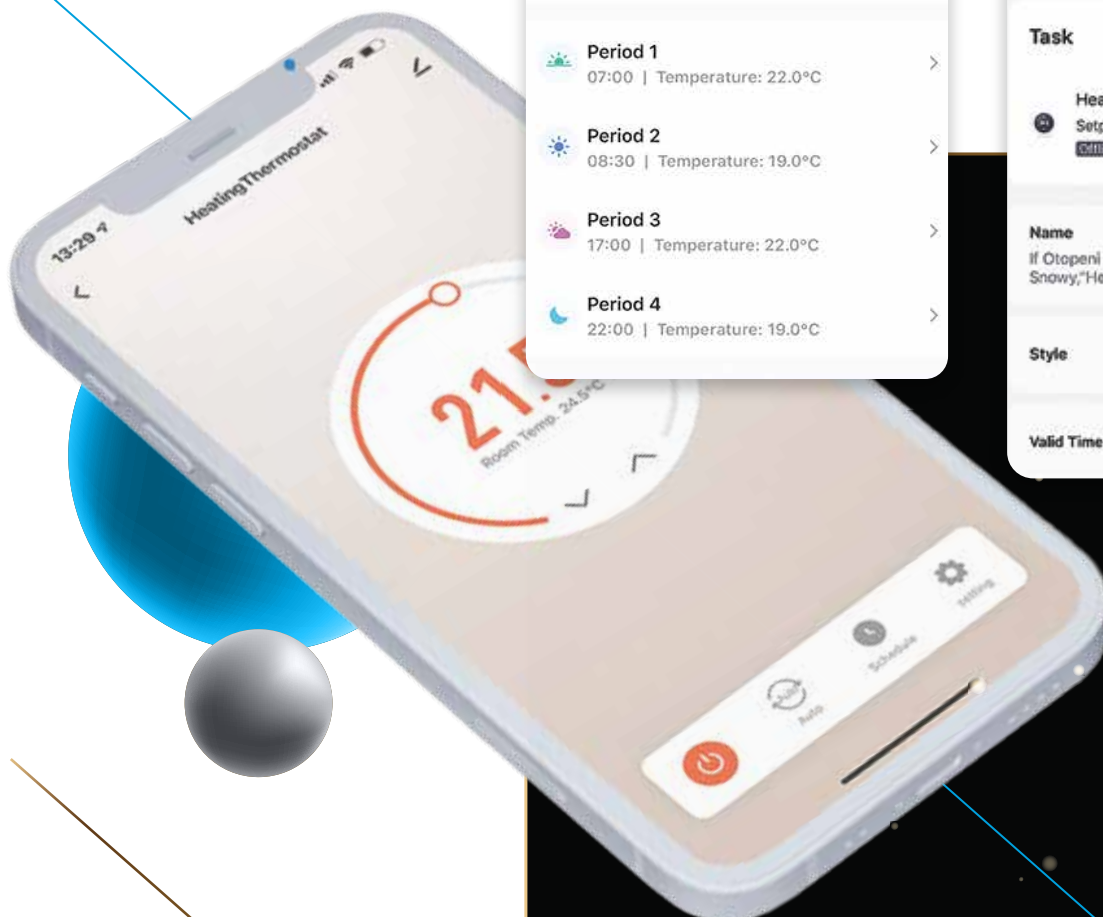 13:29
HeatingThermostat
Room Temp. 24.5°C
Auto
Schedule
Setting
Period 1
07:00 | Temperature: 22.0°C
Period 2
08:30 | Temperature: 19.0°C
Period 3
17:00 | Temperature: 22.0°C
Period 4
22:00 | Temperature: 19.0°C
Task
Name
If Otopeni
Style
Valid Time